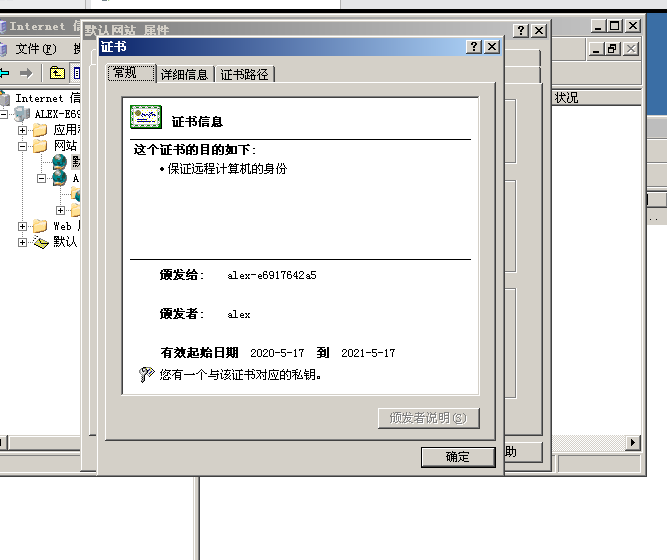 Internet 信
默认网站 属性
文件(F)
证书
常规
详细信息
证书路径
Internet 信
ALEX-E69
应用
网站
A
Web
默认
状况
证书信息
这个证书的目的如下:
•保证远程计算机的身份
颁发给: alex-e6917642a5
颁发者: alex
有效起始日期 2020-5-17 到 2021-5-17
您有一个与该证书对应的私钥。
颁发者说明(S)
确定
助